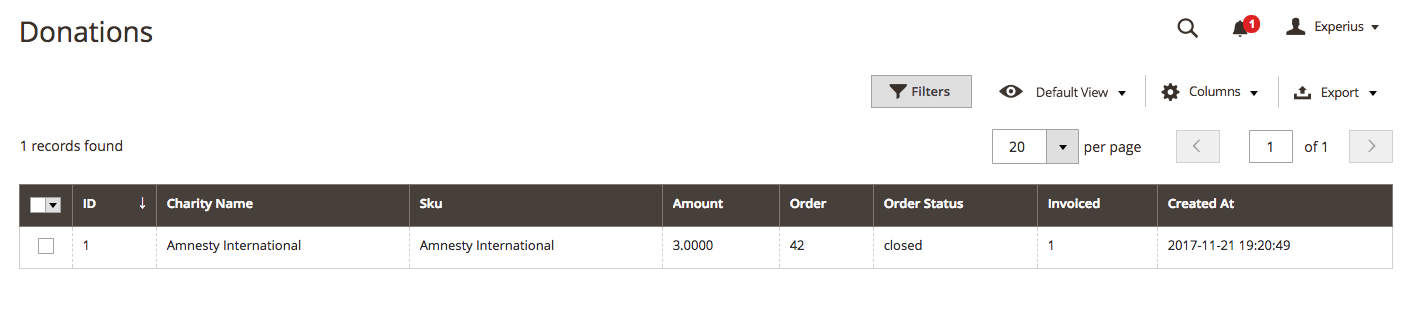 Donations
1
Experius
Filters
Default View
Columns
Export
1 records found
20
per page
1
of 1
ID ↓ Charity Name Sku Amount Order Order Status Invoiced Created At
1 Amnesty International Amnesty International 3.0000 42 closed 1 2017-11-21 19:20:49